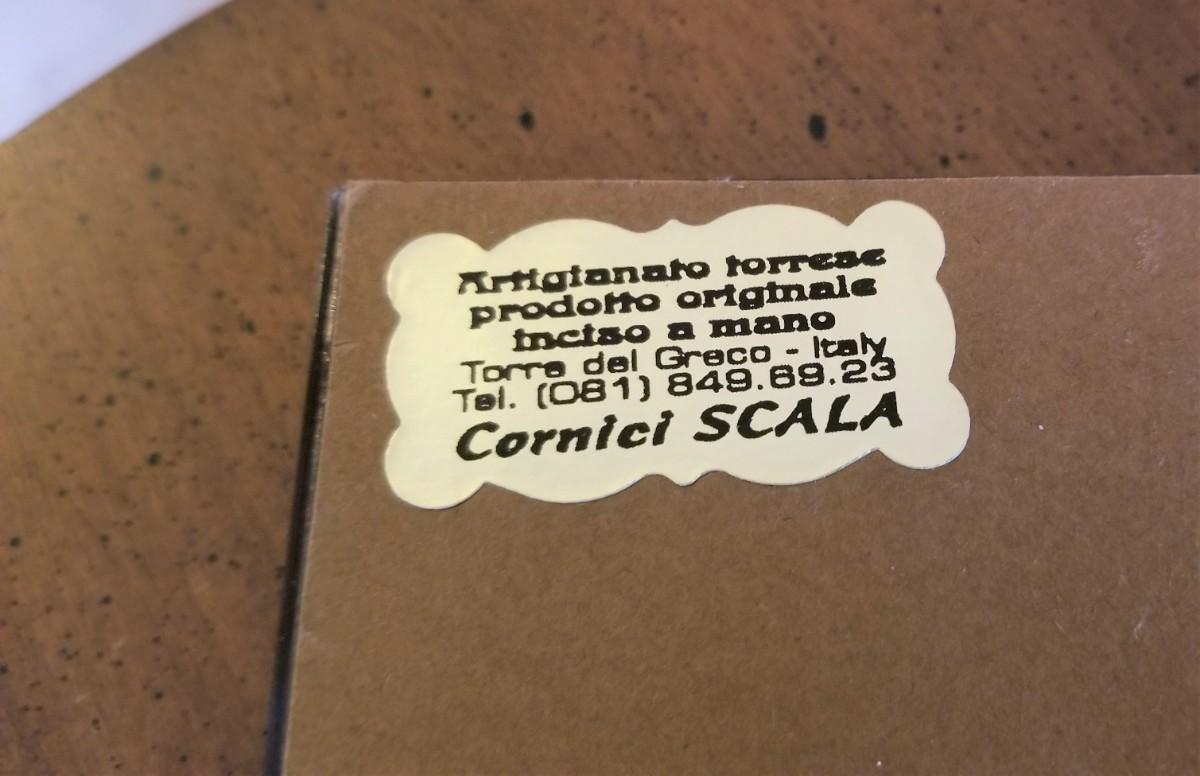 Artigianato torrese
prodotto originale
inciso a mano
Torre del Greco - Italy
Tel. (081) 849.69.23
Cornici SCALA